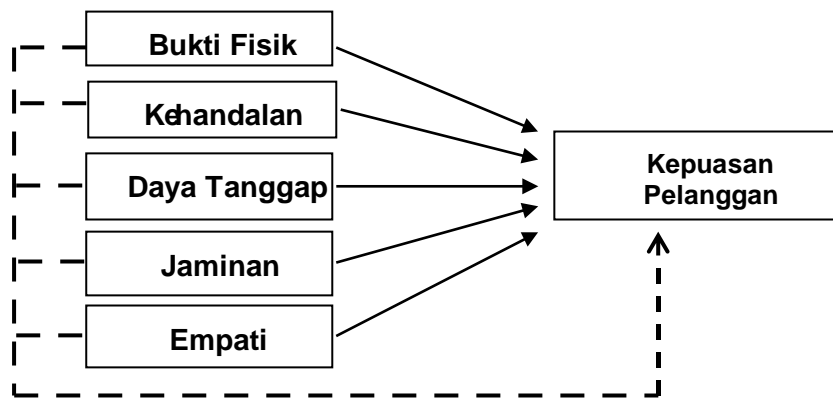 Bukti Fisik
Kehandalan
Daya Tanggap
Jaminan
Empati
Kepuasan
Pelanggan